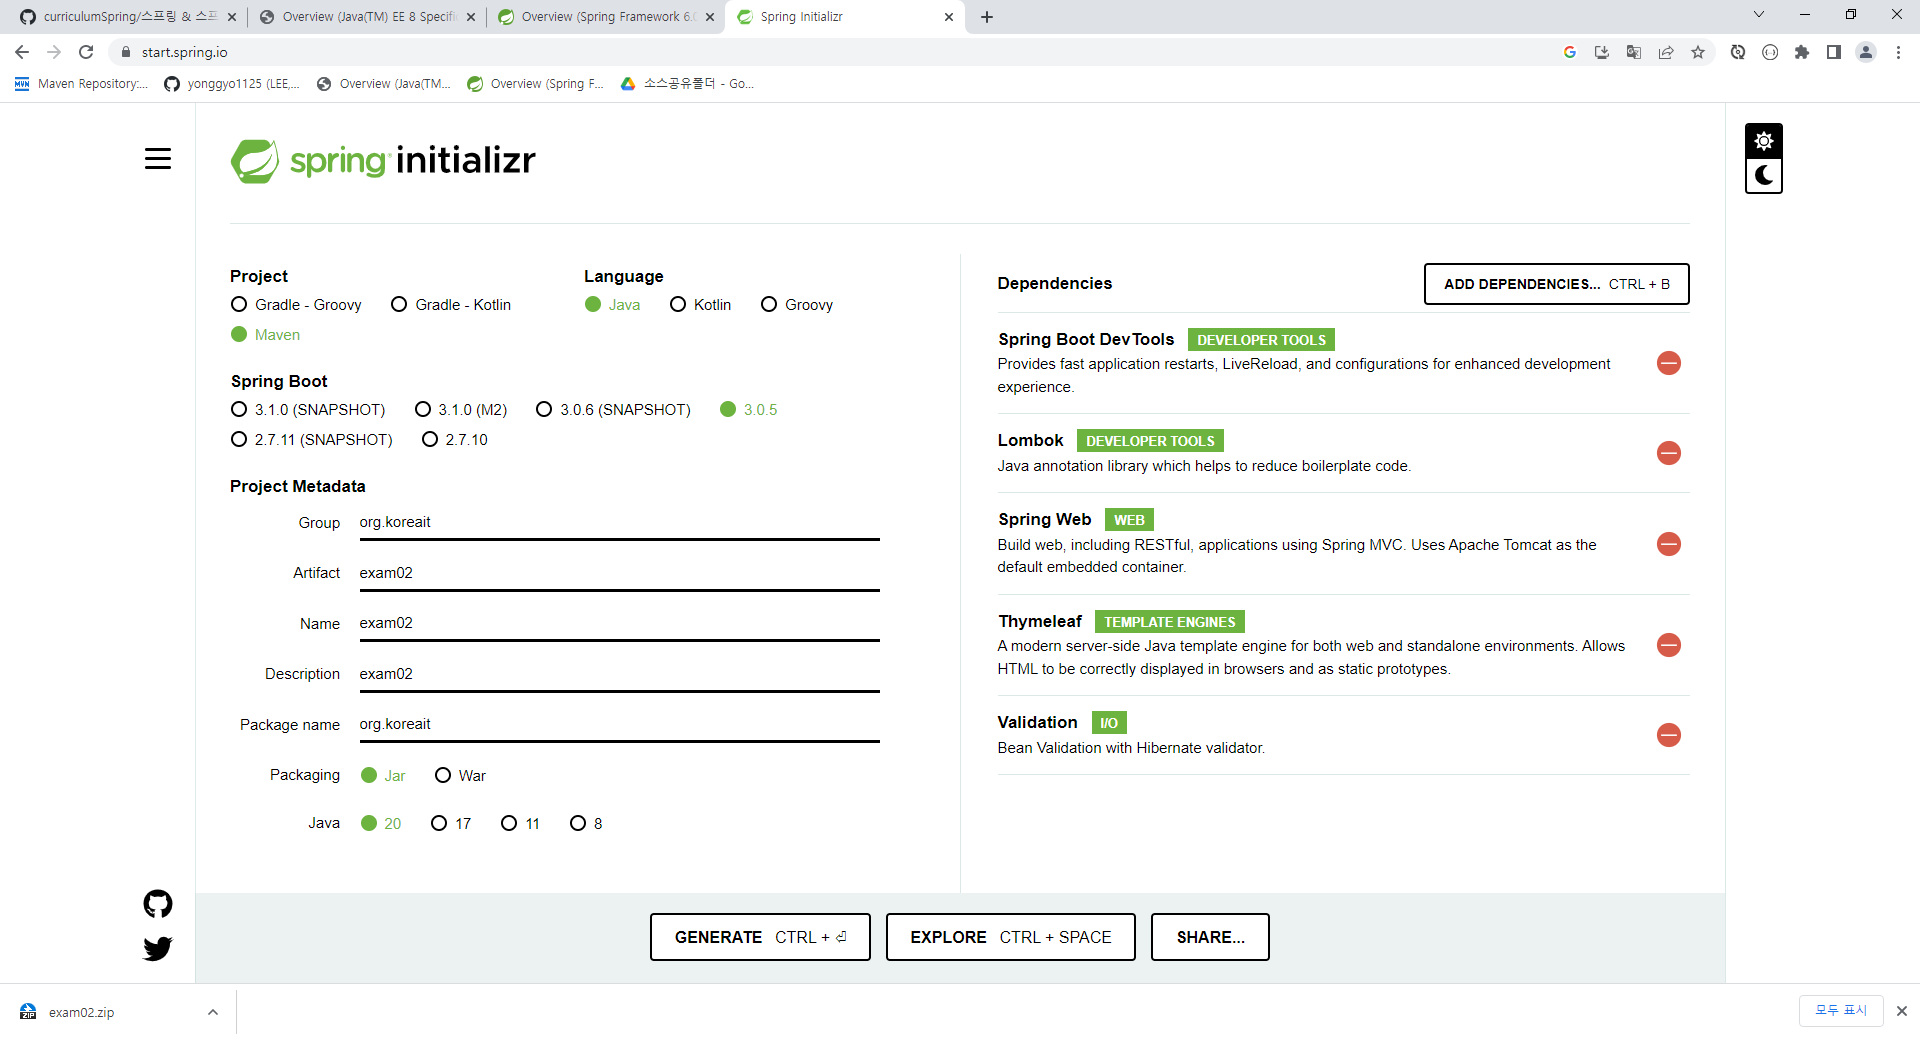 curriculumSpring/스프링 & 스프
Overview (Java(TM) EE 8 Specifi
Overview (Spring Framework 6.0
Spring Initializr
start.spring.io
Maven Repository:...
yonggyo1125 (LEE,...
Overview (Java(TM...
Overview (Spring F...
소스공유폴더 - Go...
spring initializr
Project
Gradle - Groovy
Gradle - Kotlin
Maven
Language
Java
Kotlin
Groovy
Spring Boot
3.1.0 (SNAPSHOT)
3.1.0 (M2)
3.0.6 (SNAPSHOT)
3.0.5
2.7.11 (SNAPSHOT)
2.7.10
Project Metadata
Group org.koreait
Artifact exam02
Name exam02
Description exam02
Package name org.koreait
Packaging Jar War
Java 20 17 11 8
Dependencies
ADD DEPENDENCIES... CTRL + B
Spring Boot DevTools DEVELOPER TOOLS
Provides fast application restarts, LiveReload, and configurations for enhanced development
experience.
Lombok DEVELOPER TOOLS
Java annotation library which helps to reduce boilerplate code.
Spring Web WEB
Build web, including RESTful, applications using Spring MVC. Uses Apache Tomcat as the
default embedded container.
Thymeleaf TEMPLATE ENGINES
A modern server-side Java template engine for both web and standalone environments. Allows
HTML to be correctly displayed in browsers and as static prototypes.
Validation I/O
Bean Validation with Hibernate validator.
GENERATE CTRL + ⏎
EXPLORE CTRL + SPACE
SHARE...
exam02.zip
모두 표시